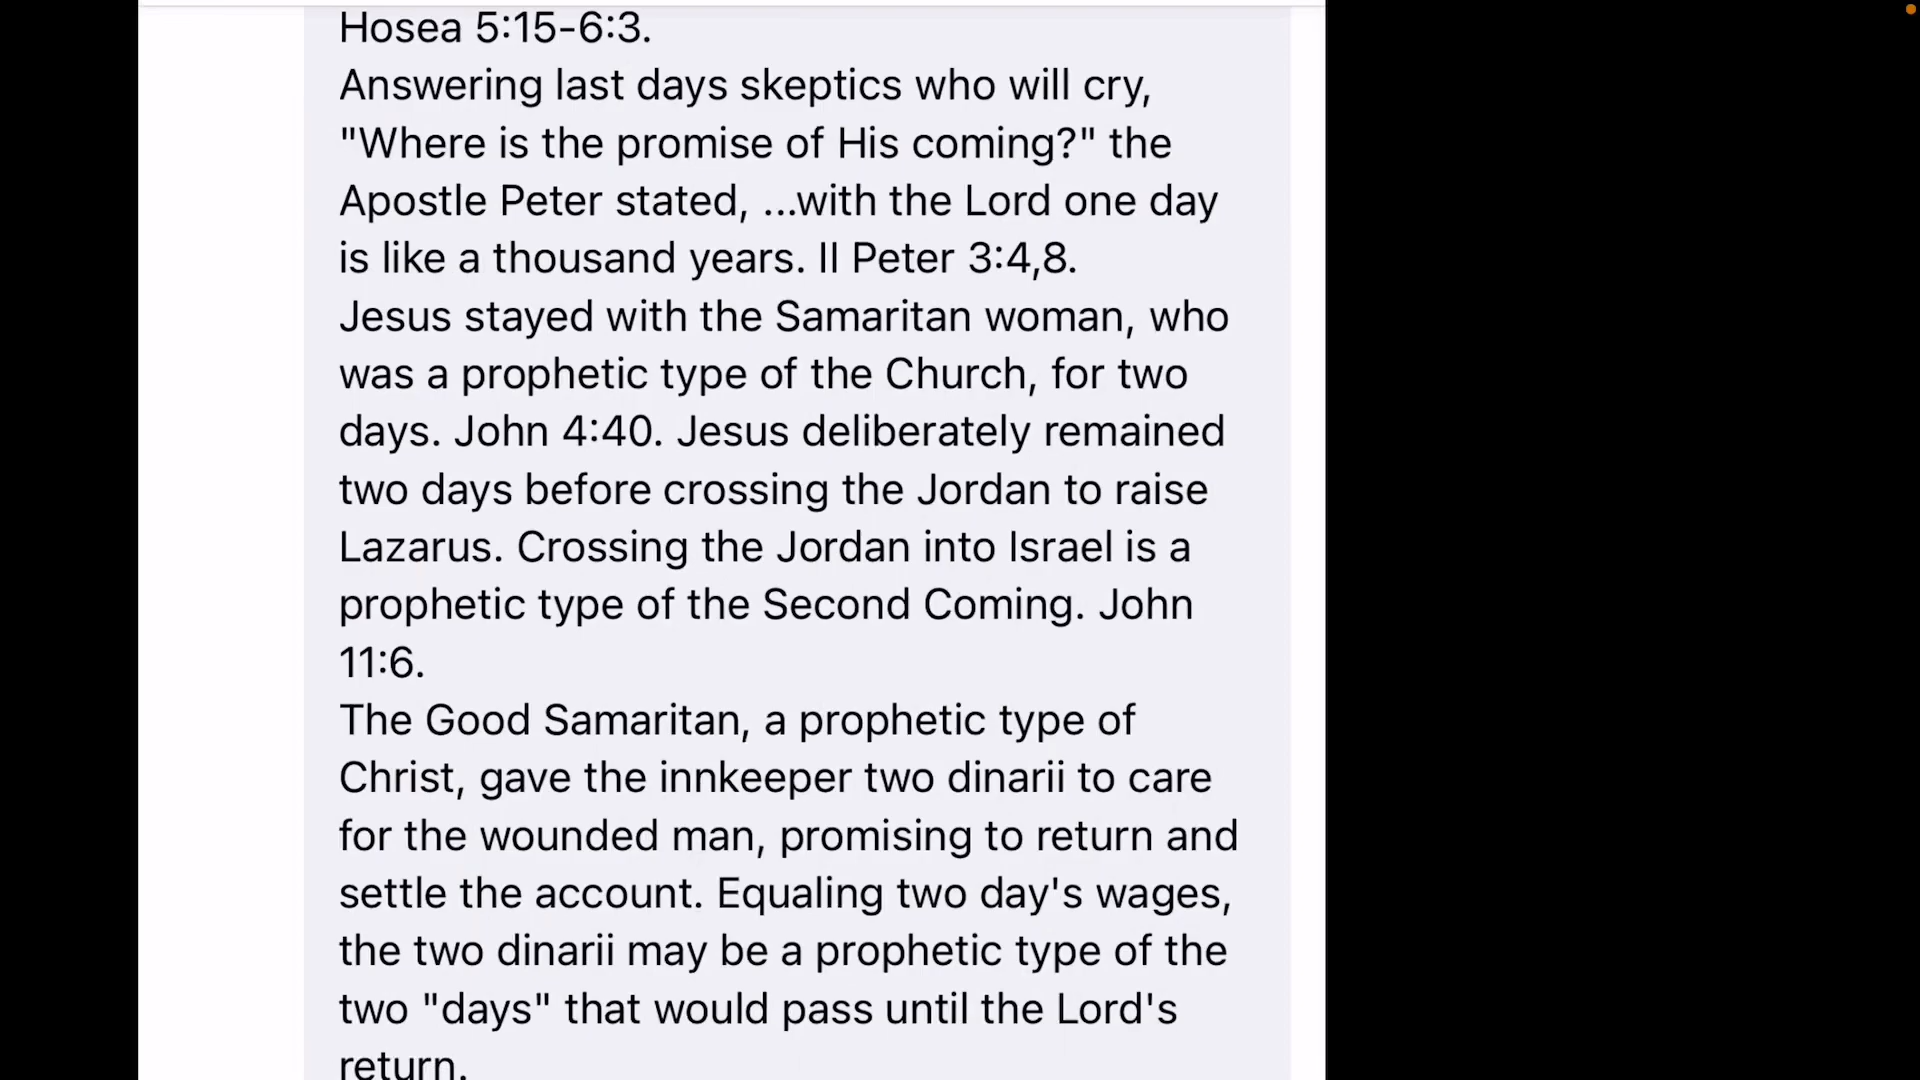 Hosea 5:15-6:3.
Answering last days skeptics who will cry,
"Where is the promise of His coming?" the
Apostle Peter stated, ...with the Lord one day
is like a thousand years. II Peter 3:4,8.
Jesus stayed with the Samaritan woman, who
was a prophetic type of the Church, for two
days. John 4:40. Jesus deliberately remained
two days before crossing the Jordan to raise
Lazarus. Crossing the Jordan into Israel is a
prophetic type of the Second Coming. John
11:6.
The Good Samaritan, a prophetic type of
Christ, gave the innkeeper two dinarii to care
for the wounded man, promising to return and
settle the account. Equaling two day's wages,
the two dinarii may be a prophetic type of the
two "days" that would pass until the Lord's
return.